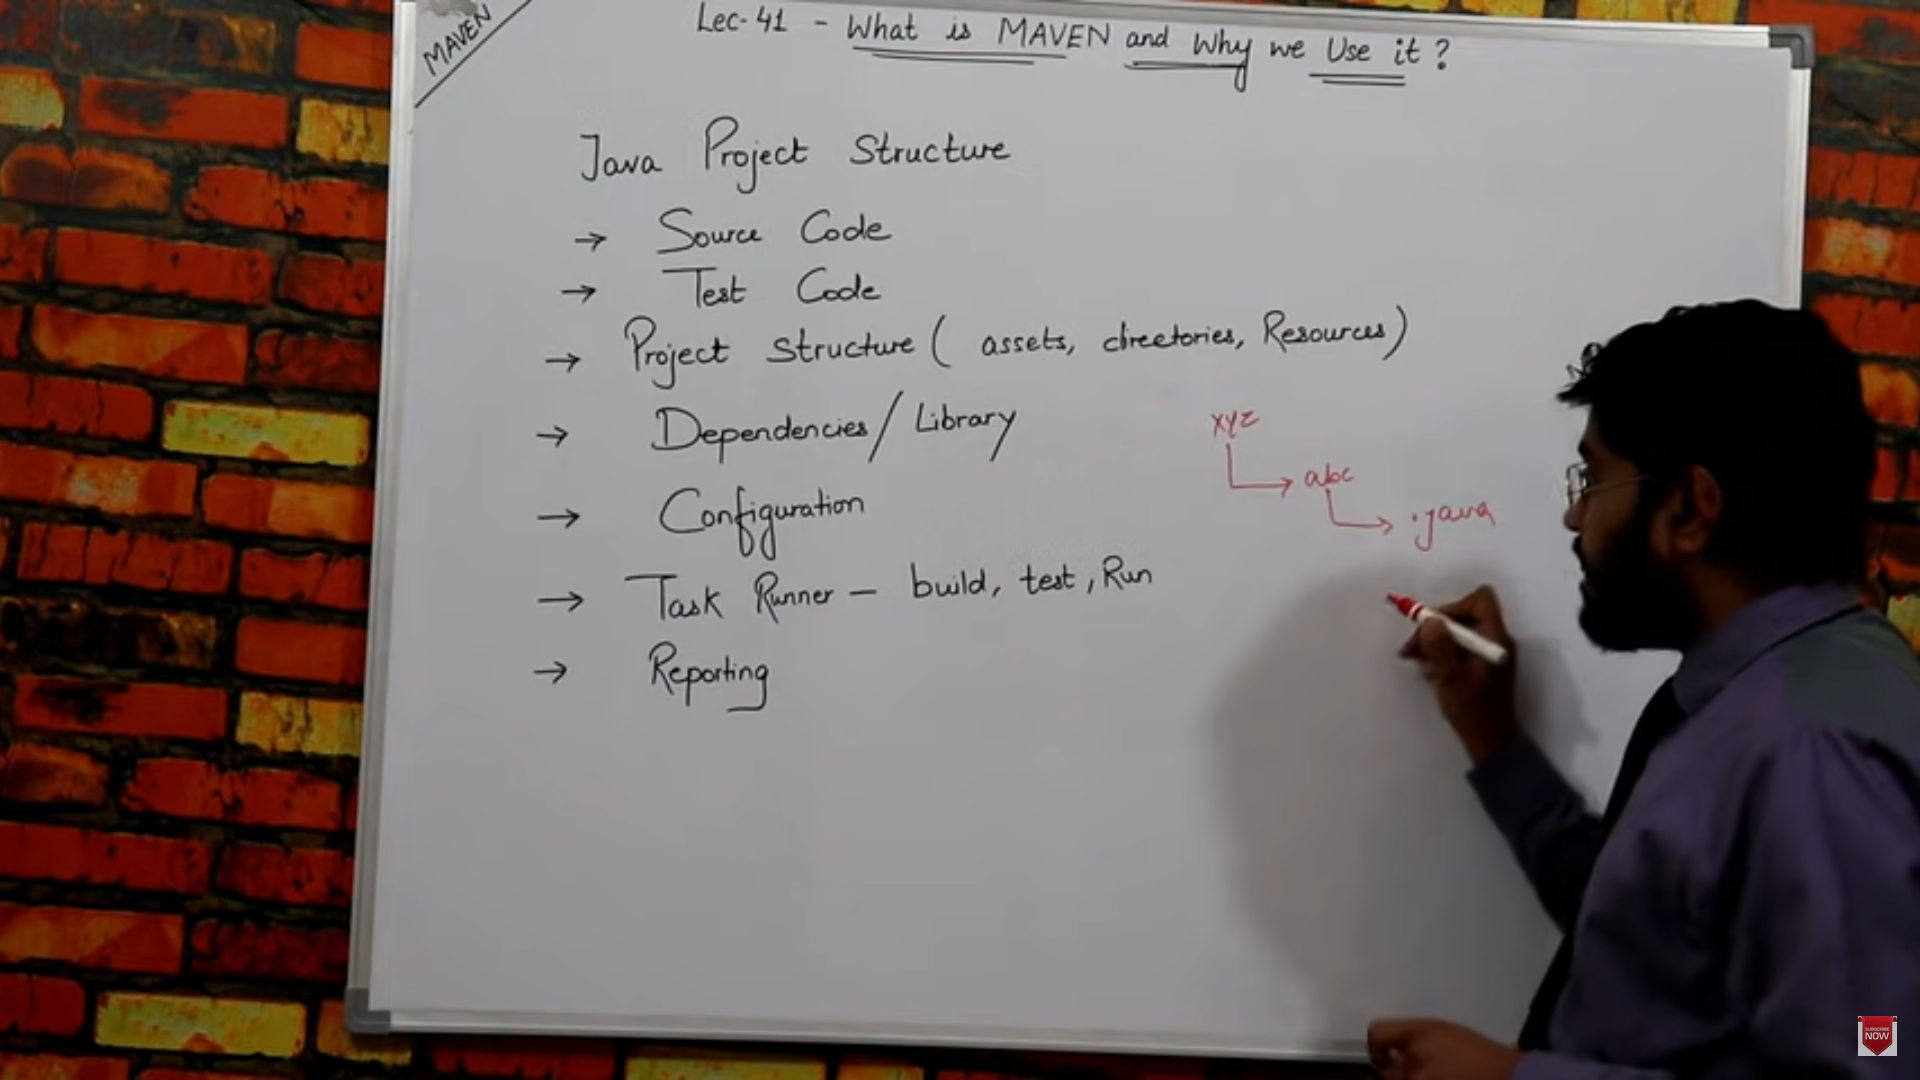 MAVEN
Lec-41 - What is MAVEN and Why we Use it?
Java Project Structure
→ Source Code
→ Test Code
→ Project Structure ( assets, directories, Resources)
→ Dependencies/ Library
xyz
abc
.java
→ Configuration
→ Task Runner - build, test, Run
→ Reporting
SUBSCRIBE
NOW